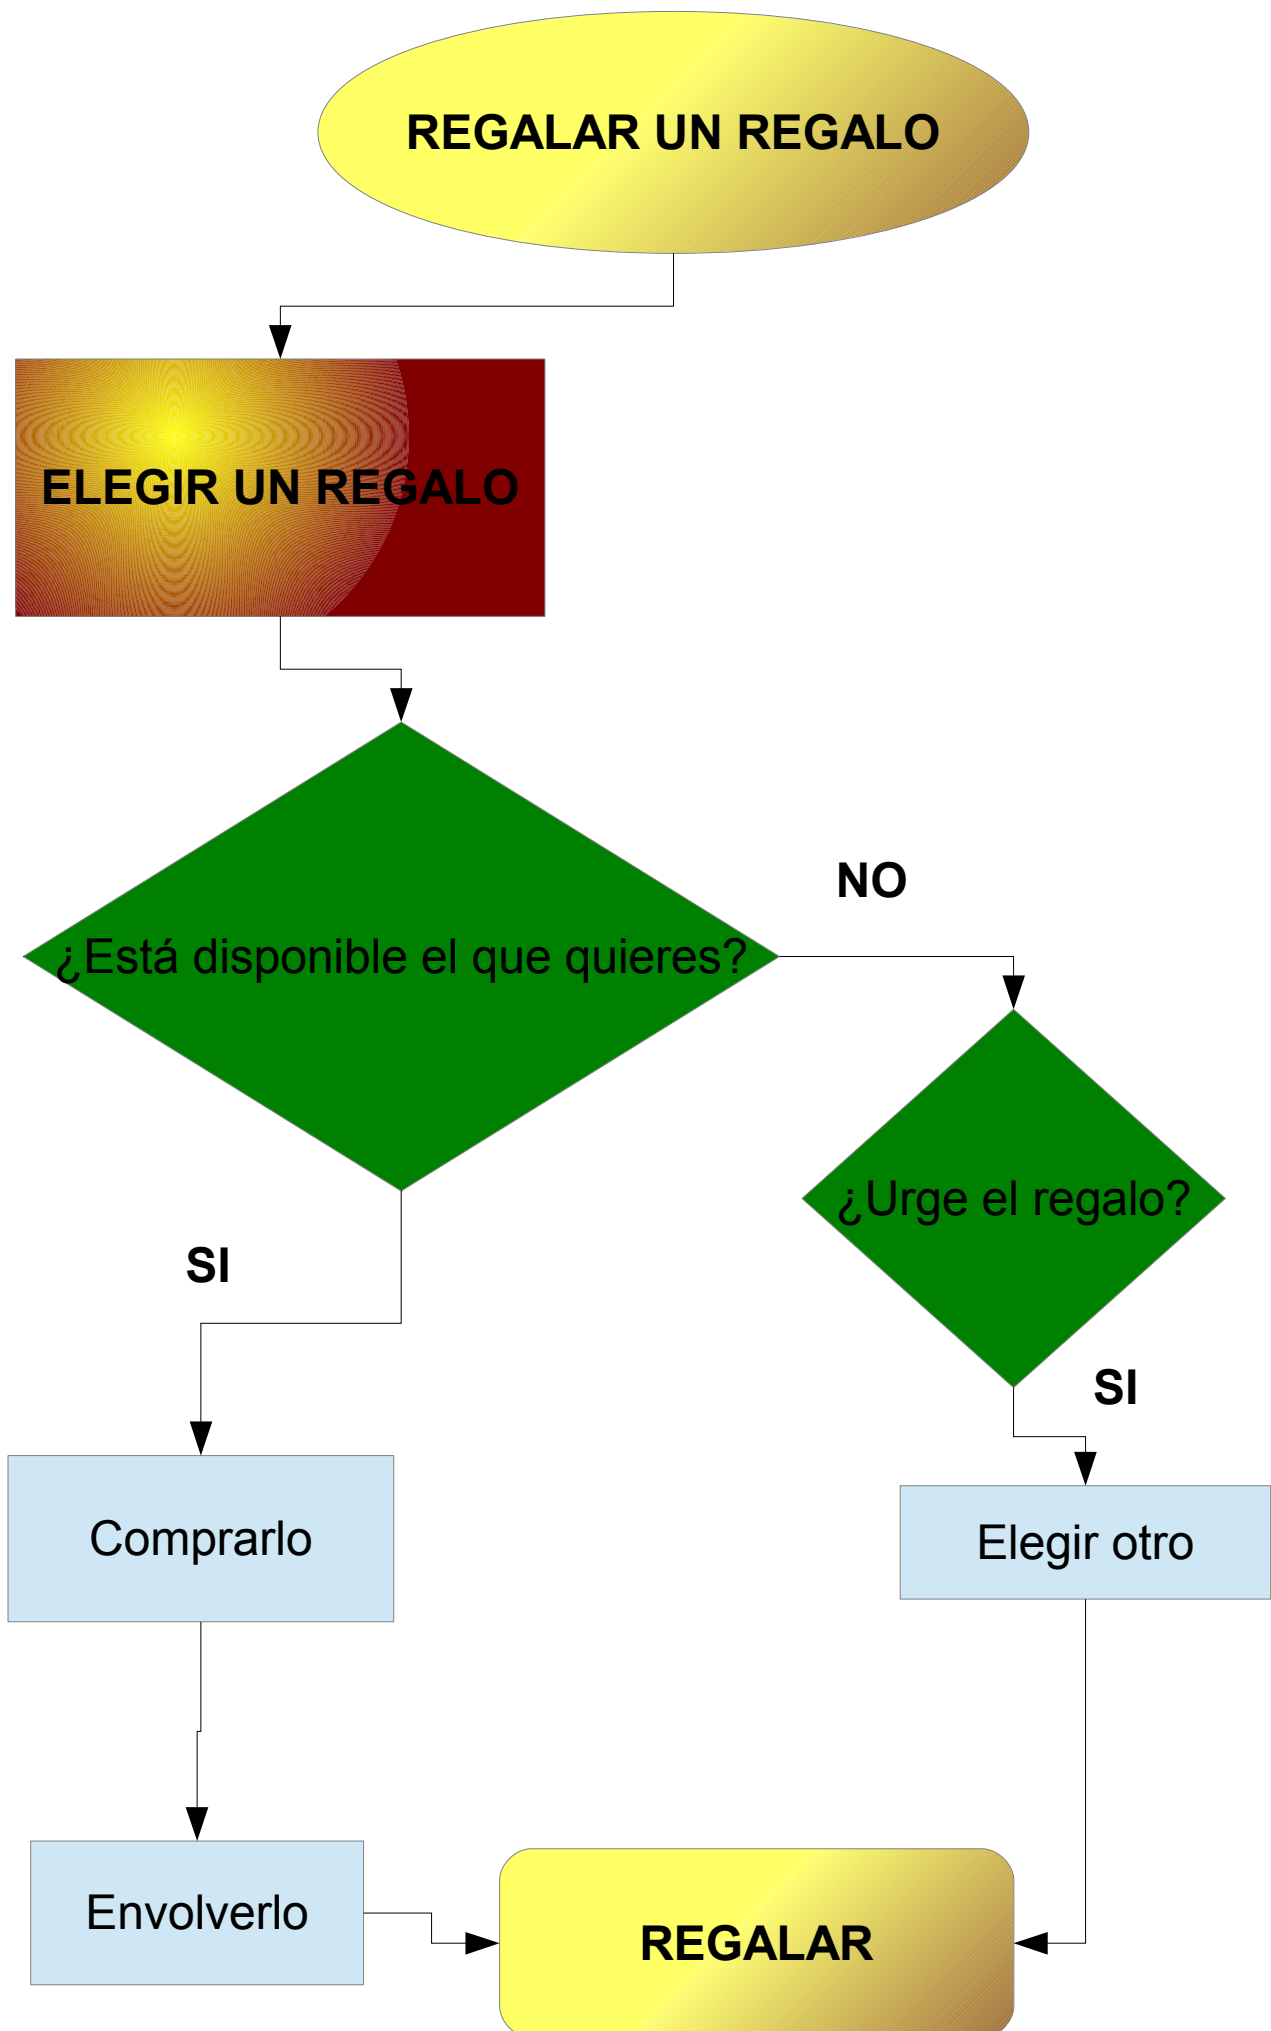 REGALAR UN REGALO
ELEGIR UN REGALO
NO
¿Está disponible el que quieres?
¿Urge el regalo?
SI
SI
Comprarlo
Elegir otro
Envolverlo
REGALAR